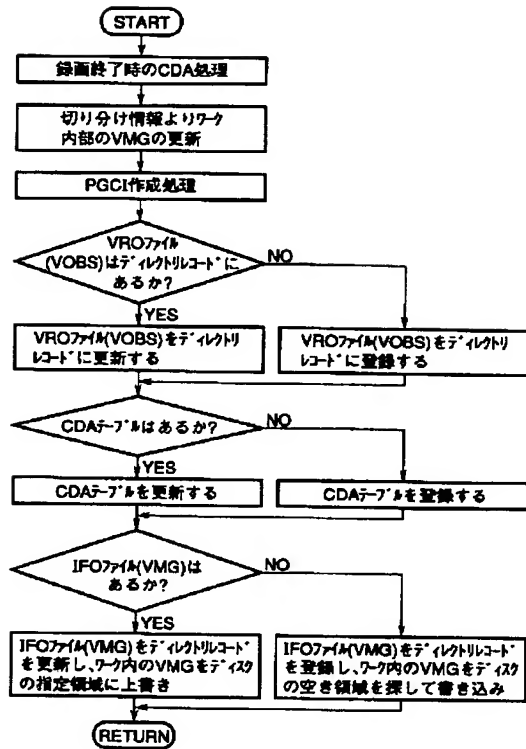 START
録画終了時のCDA処理
切り分け情報よりワーク
内部のVMGの更新
PGCI作成処理
VROファイル
(VOBS)はディレクトリレコードに
あるか?
NO
YES
VROファイル(VOBS)をディレクトリ
レコードに更新する
VROファイル(VOBS)をディレクトリ
レコードに登録する
CDAテーブルはあるか?
NO
YES
CDAテーブルを更新する
CDAテーブルを登録する
IFOファイル(VMG)は
あるか?
NO
YES
IFOファイル(VMG)をディレクトリレコード
を更新し、ワーク内のVMGをディスク
の指定領域に上書き
IFOファイル(VMG)をディレクトリレコード
を登録し、ワーク内のVMGをディスク
の空き領域を探して書き込み
RETURN